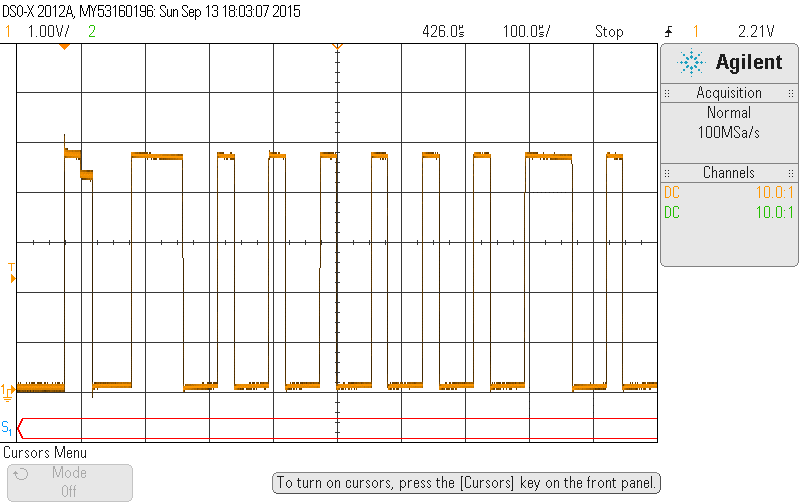 DSO-X 2012A, MY53160196: Sun Sep 13 18:03:07 2015
1 1.00V/ 2 426.0s 100.0s/ Stop 1 2.21V
Agilent
Acquisition
Normal
100MSa/s
Channels
DC 10.0:1
DC 10.0:1
T
1
S1
Cursors Menu
Mode
Off
To turn on cursors, press the [Cursors] key on the front panel.